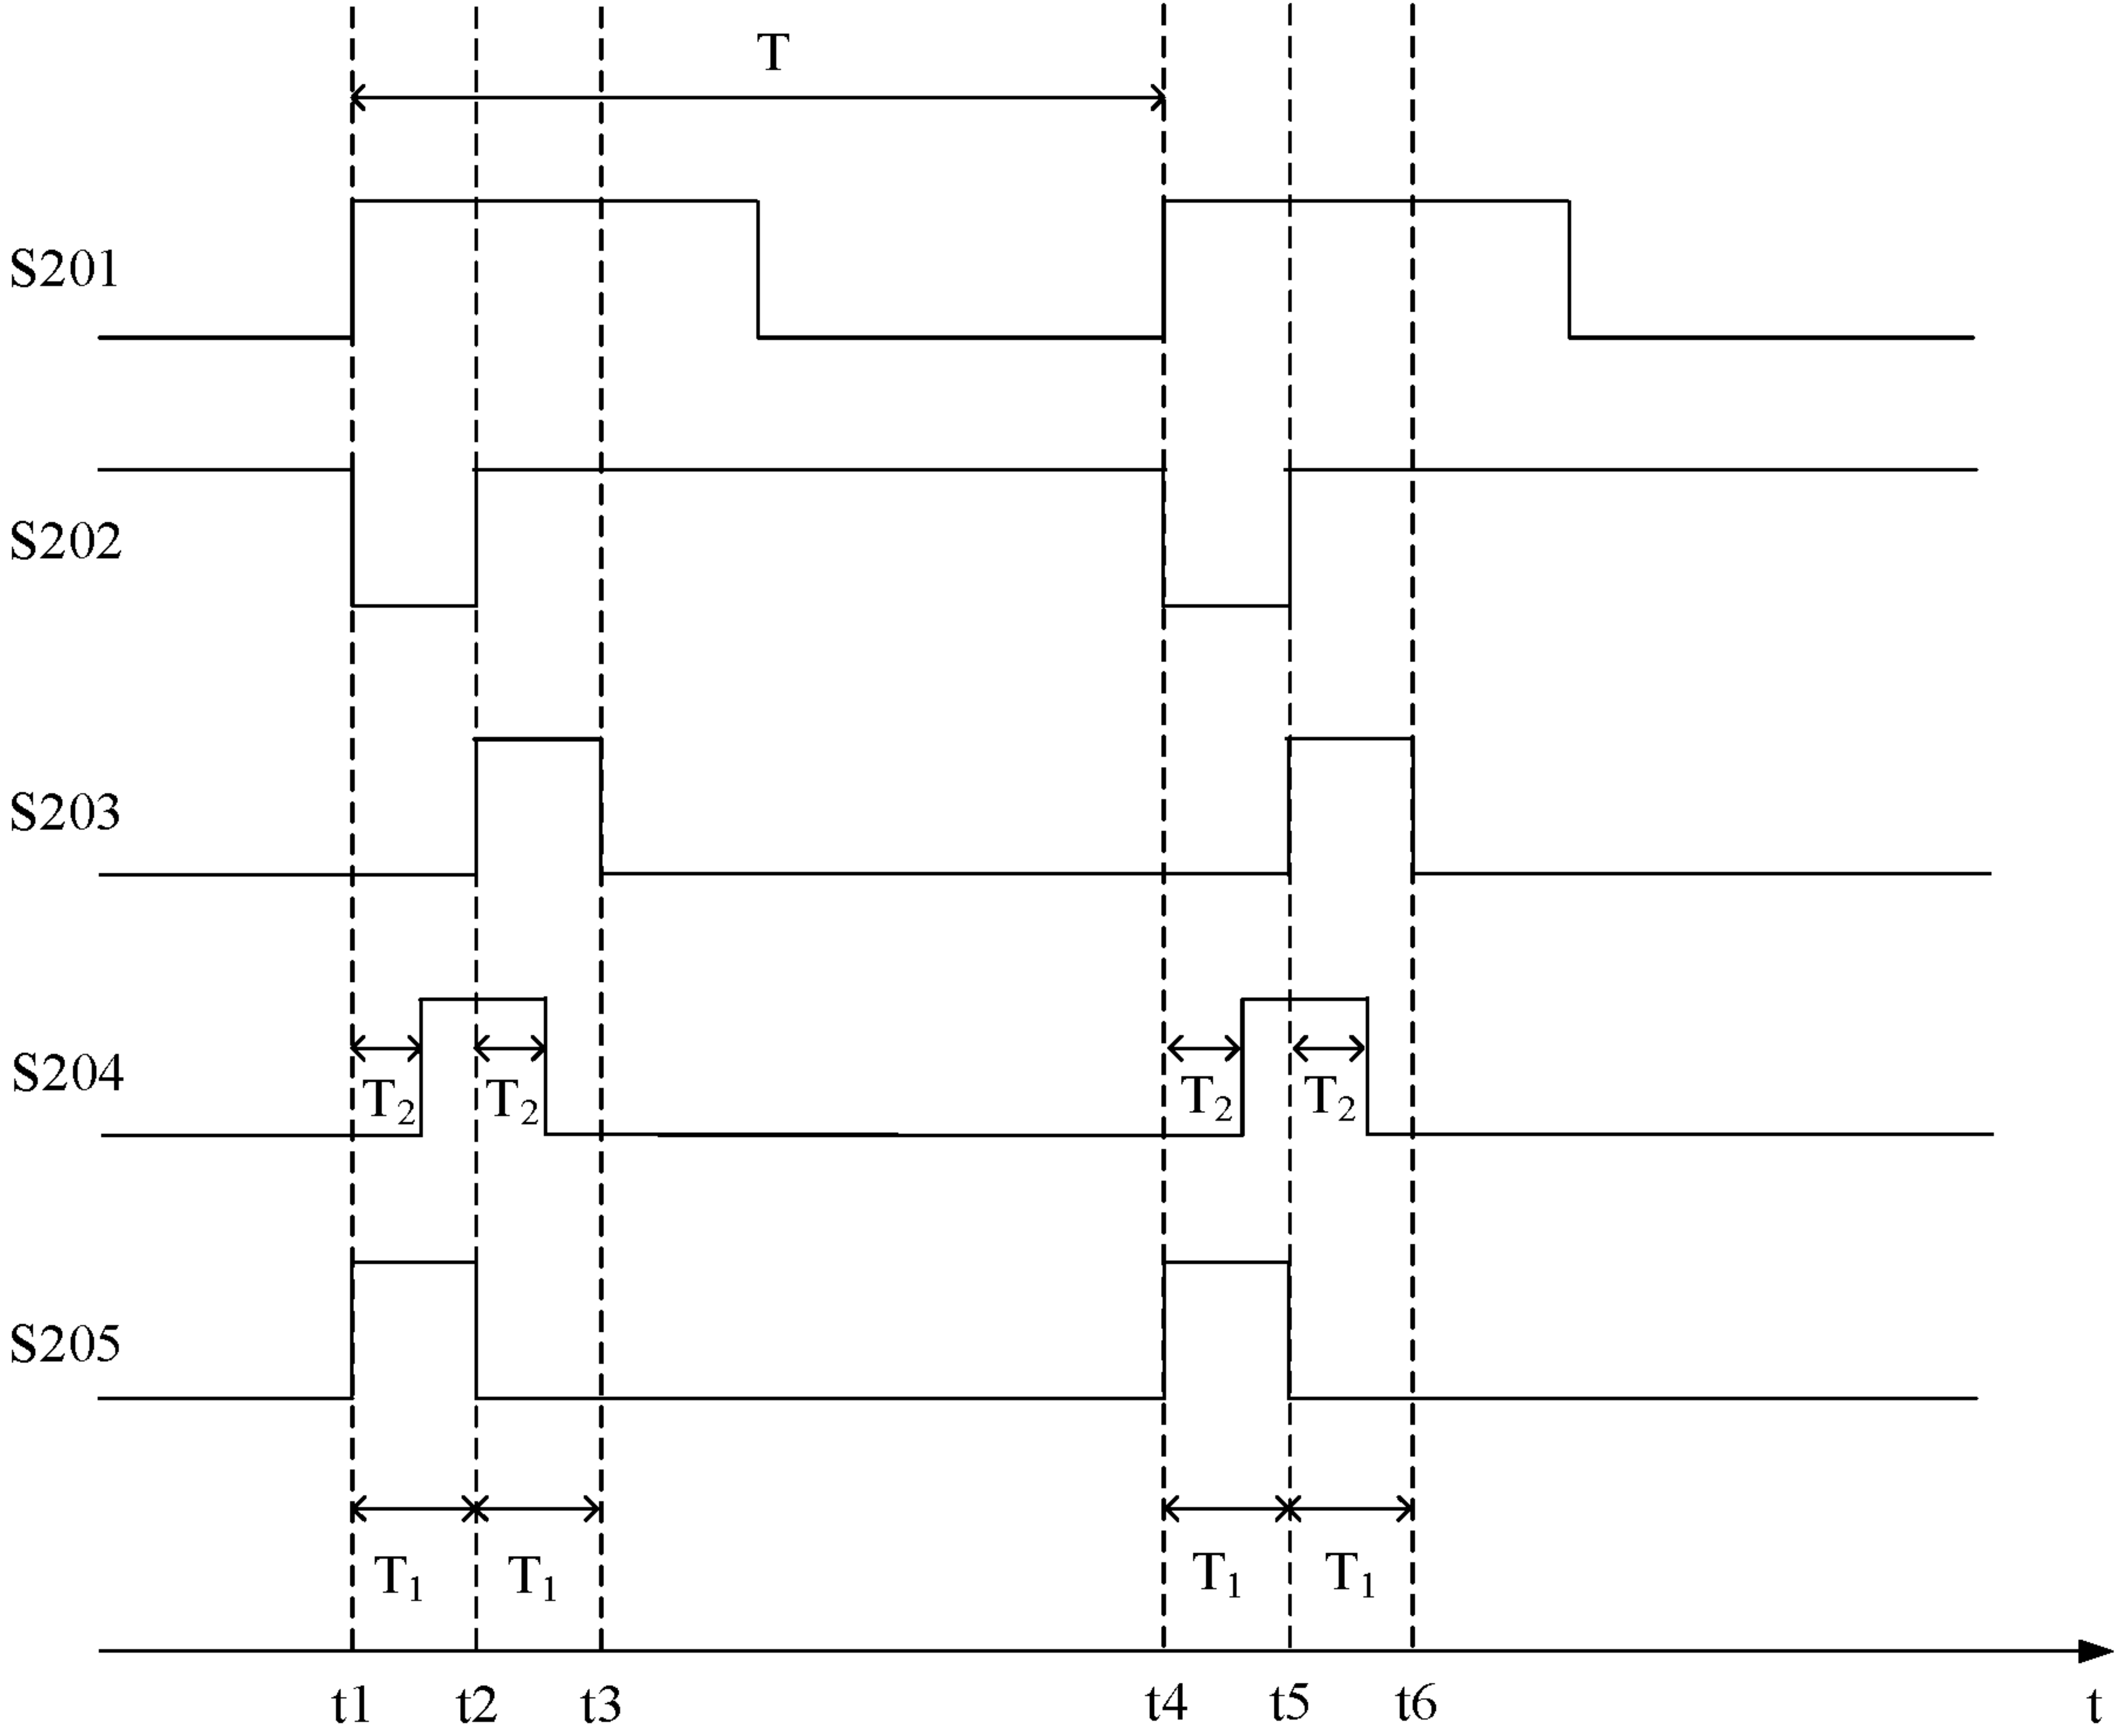 T
S201
S202
S203
S204
T₂ T₂ T₂ T₂
S205
T₁ T₁ T₁ T₁
t1 t2 t3 t4 t5 t6 t